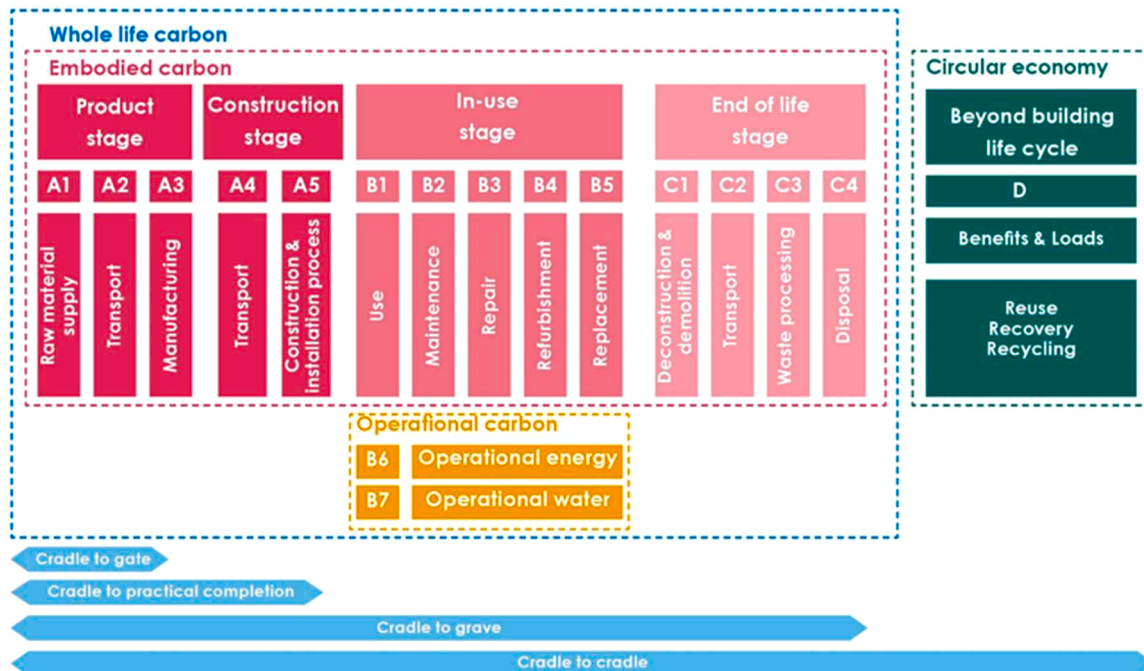 Whole life carbon
Embodied carbon
Product
stage
Construction
stage
In-use
stage
End of life
stage
A1
A2
A3
A4
A5
B1
B2
B3
B4
B5
C1
C2
C3
C4
Raw material
supply
Transport
Manufacturing
Transport
Construction &
installation process
Use
Maintenance
Repair
Refurbishment
Replacement
Deconstruction &
demolition
Transport
Waste processing
Disposal
Operational carbon
B6
Operational energy
B7
Operational water
Circular economy
Beyond building
life cycle
D
Benefits & Loads
Reuse
Recovery
Recycling
Cradle to gate
Cradle to practical completion
Cradle to grave
Cradle to cradle